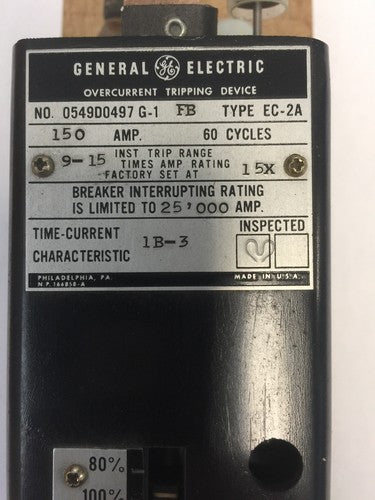 GENERAL GE ELECTRIC
OVERCURRENT TRIPPING DEVICE
NO. 0549D0497 G-1 FB TYPE EC-2A
150 AMP. 60 CYCLES
9-15 INST TRIP RANGE
TIMES AMP RATING
FACTORY SET AT 15X
BREAKER INTERRUPTING RATING
IS LIMITED TO 25,000 AMP.
TIME-CURRENT
CHARACTERISTIC 1B-3
INSPECTED
PHILADELPHIA, PA. MADE IN U.S.A.
N.P. 166858-A
80%
100%